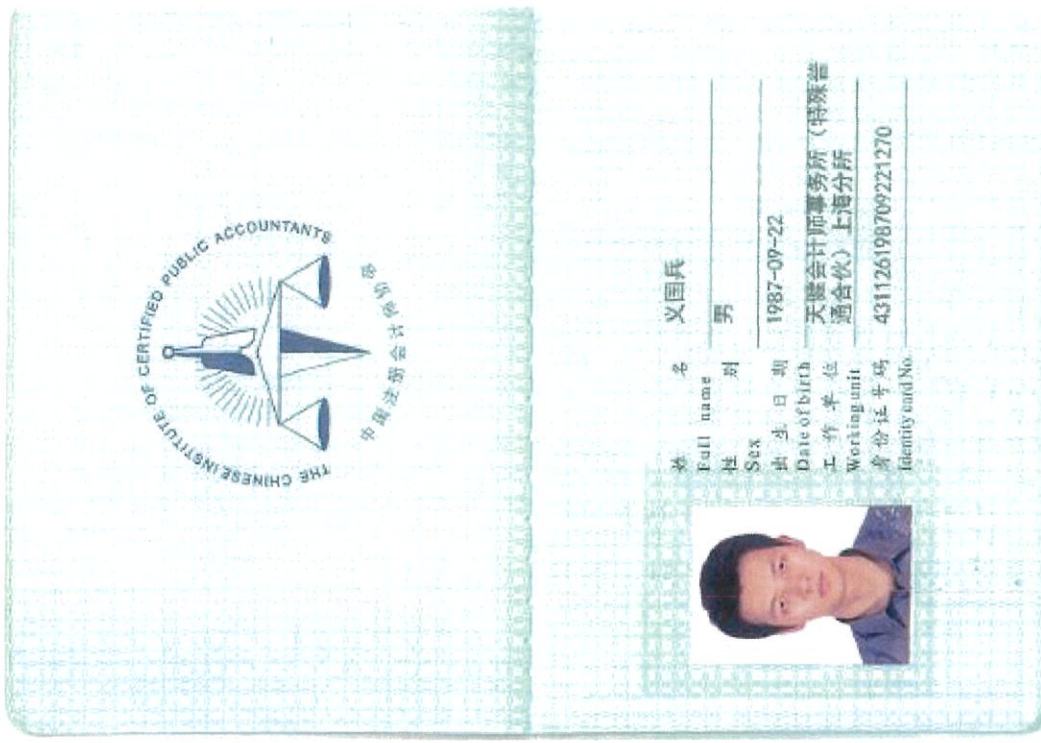 THE CHINESE INSTITUTE OF CERTIFIED PUBLIC ACCOUNTANTS
中国注册会计师协会
姓名 义国兵
Full name
性别 男
Sex
出生日期 1987-09-22
Date of birth
工作单位 天健会计师事务所（特殊普
通合伙）上海分所
Working unit
身份证号码 431126198709221270
Identity card No.